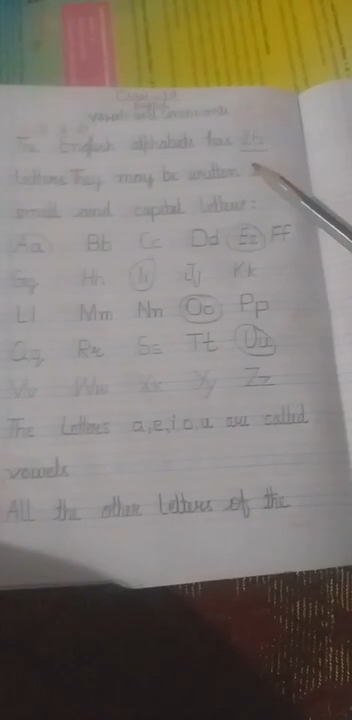 English
Vowels and Consonants
The English alphabets has 26
letters. They may be written
small and capital letters:
Aa Bb Cc Dd Ee Ff
Gg Hh Ii Jj Kk
Ll Mm Nn Oo Pp
Qq Rr Ss Tt Uu
Vv Ww Xx Yy Zz
The Letters a,e,i,o,u are called
vowels
All the other letters of the